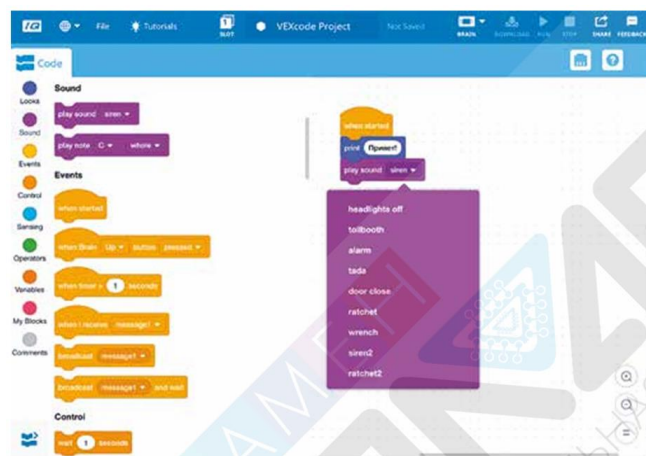 IQ File Tutorials 1 SLOT VEXcode Project Not Saved BRAIN DOWNLOAD RUN STOP SHARE FEEDBACK
Code
Looks
Sound
Events
Control
Sensing
Operators
Variables
My Blocks
Comments
Sound
play sound siren
play note C whole
Events
when started
when Brain Up button pressed
when timer > 1 seconds
when I receive message1
broadcast message1
broadcast message1 and wait
Control
wait 1 seconds
when started
print Привет!
play sound siren
headlights off
tollbooth
alarm
tada
door close
ratchet
wrench
siren2
ratchet2